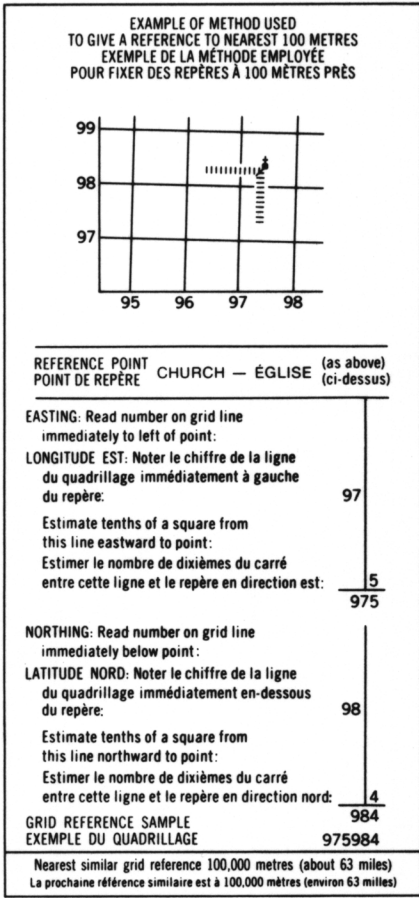 EXAMPLE OF METHOD USED
TO GIVE A REFERENCE TO NEAREST 100 METRES
EXEMPLE DE LA MÉTHODE EMPLOYÉE
POUR FIXER DES REPÈRES À 100 MÈTRES PRÈS
99
98
97
95 96 97 98
REFERENCE POINT
POINT DE REPÈRE CHURCH — ÉGLISE (as above)
(ci-dessus)
EASTING: Read number on grid line
immediately to left of point:
LONGITUDE EST: Noter le chiffre de la ligne
du quadrillage immédiatement à gauche
du repère: 97
Estimate tenths of a square from
this line eastward to point:
Estimer le nombre de dixièmes du carré
entre cette ligne et le repère en direction est: 5
975
NORTHING: Read number on grid line
immediately below point:
LATITUDE NORD: Noter le chiffre de la ligne
du quadrillage immédiatement en-dessous
du repère: 98
Estimate tenths of a square from
this line northward to point:
Estimer le nombre de dixièmes du carré
entre cette ligne et le repère en direction nord: 4
984
GRID REFERENCE SAMPLE
EXEMPLE DU QUADRILLAGE 975984
Nearest similar grid reference 100,000 metres (about 63 miles)
La prochaine référence similaire est à 100,000 mètres (environ 63 milles)